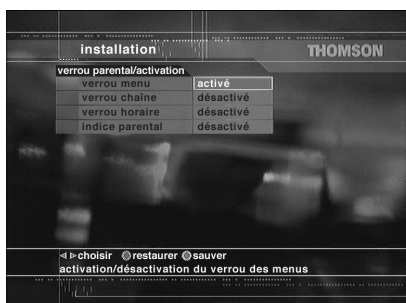 installation
THOMSON
verrou parental/activation
verrou menu activé
verrou chaîne désactivé
verrou horaire désactivé
indice parental désactivé
◁ ▷choisir ◎restaurer ◎sauver
activation/désactivation du verrou des menus